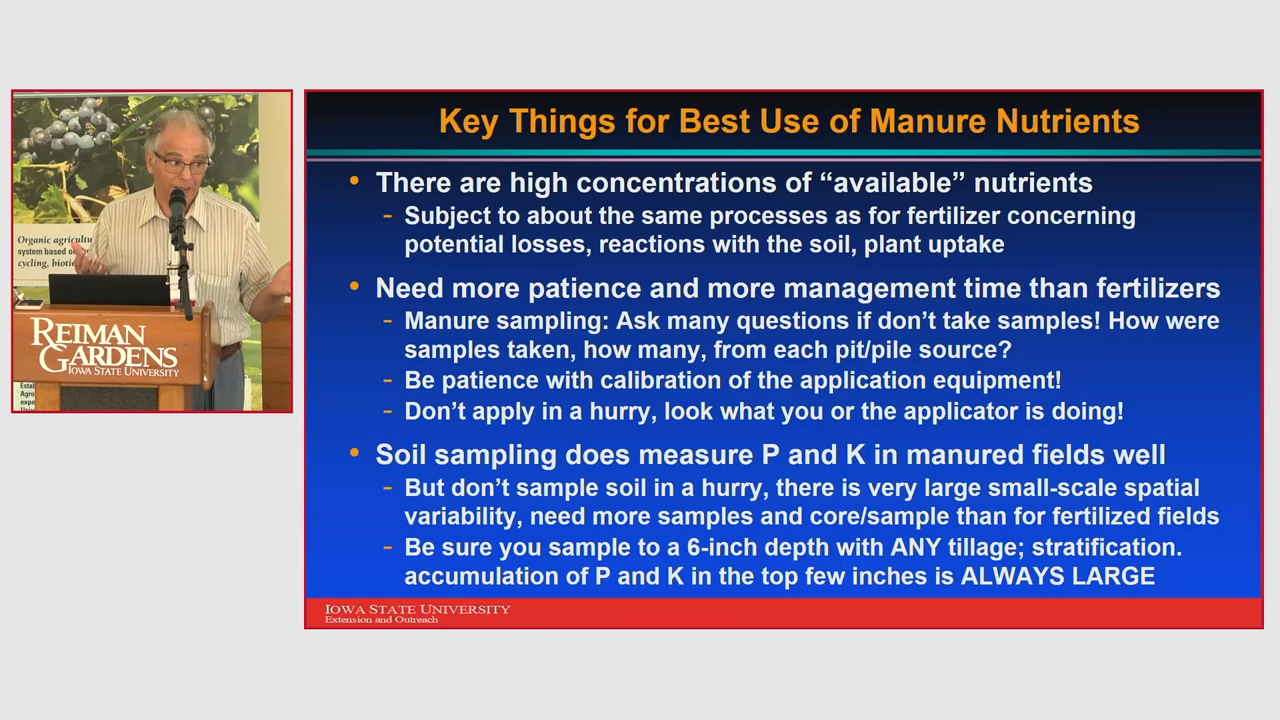 Key Things for Best Use of Manure Nutrients
• There are high concentrations of “available” nutrients
- Subject to about the same processes as for fertilizer concerning
potential losses, reactions with the soil, plant uptake
• Need more patience and more management time than fertilizers
- Manure sampling: Ask many questions if don’t take samples! How were
samples taken, how many, from each pit/pile source?
- Be patience with calibration of the application equipment!
- Don’t apply in a hurry, look what you or the applicator is doing!
• Soil sampling does measure P and K in manured fields well
- But don’t sample soil in a hurry, there is very large small-scale spatial
variability, need more samples and core/sample than for fertilized fields
- Be sure you sample to a 6-inch depth with ANY tillage; stratification.
accumulation of P and K in the top few inches is ALWAYS LARGE
IOWA STATE UNIVERSITY
Extension and Outreach
Organic agricultu
system based on
cycling, biotic
REIMAN
GARDENS
IOWA STATE UNIVERSITY
Estab
Agro
expe